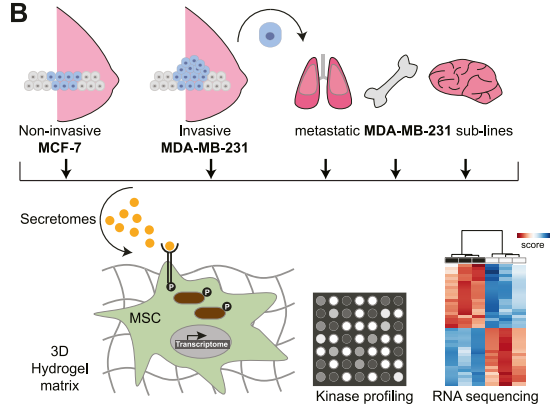 B
Non-invasive
MCF-7
Invasive
MDA-MB-231
metastatic MDA-MB-231 sub-lines
Secretomes
score
P
P
P
MSC
Transcriptome
3D
Hydrogel
matrix
Kinase profiling
RNA sequencing